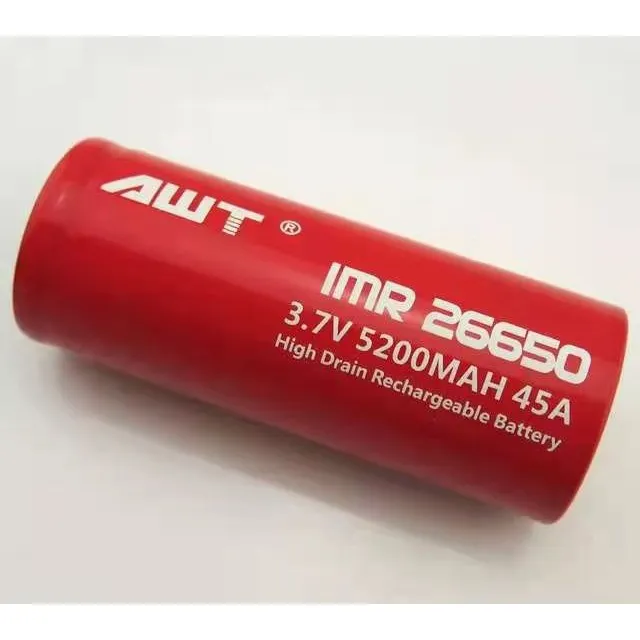 AWT ®
IMR 26650
3.7V 5200MAH 45A
High Drain Rechargeable Battery